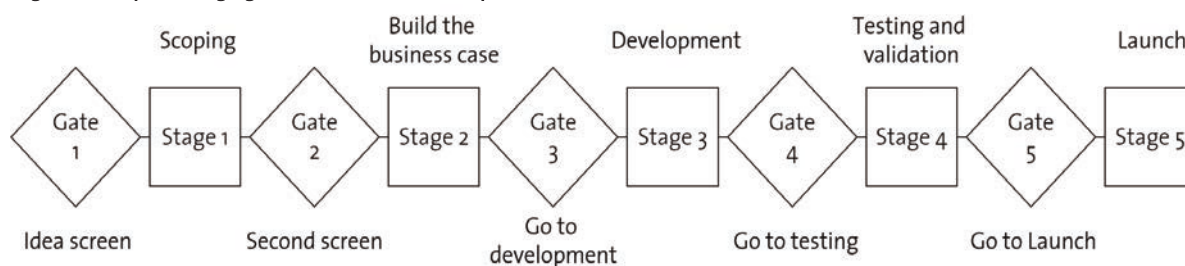 Scoping
Build the
business case
Development
Testing and
validation
Launch
Gate
1
Stage 1
Gate
2
Stage 2
Gate
3
Stage 3
Gate
4
Stage 4
Gate
5
Stage 5
Idea screen
Second screen
Go to
development
Go to testing
Go to Launch